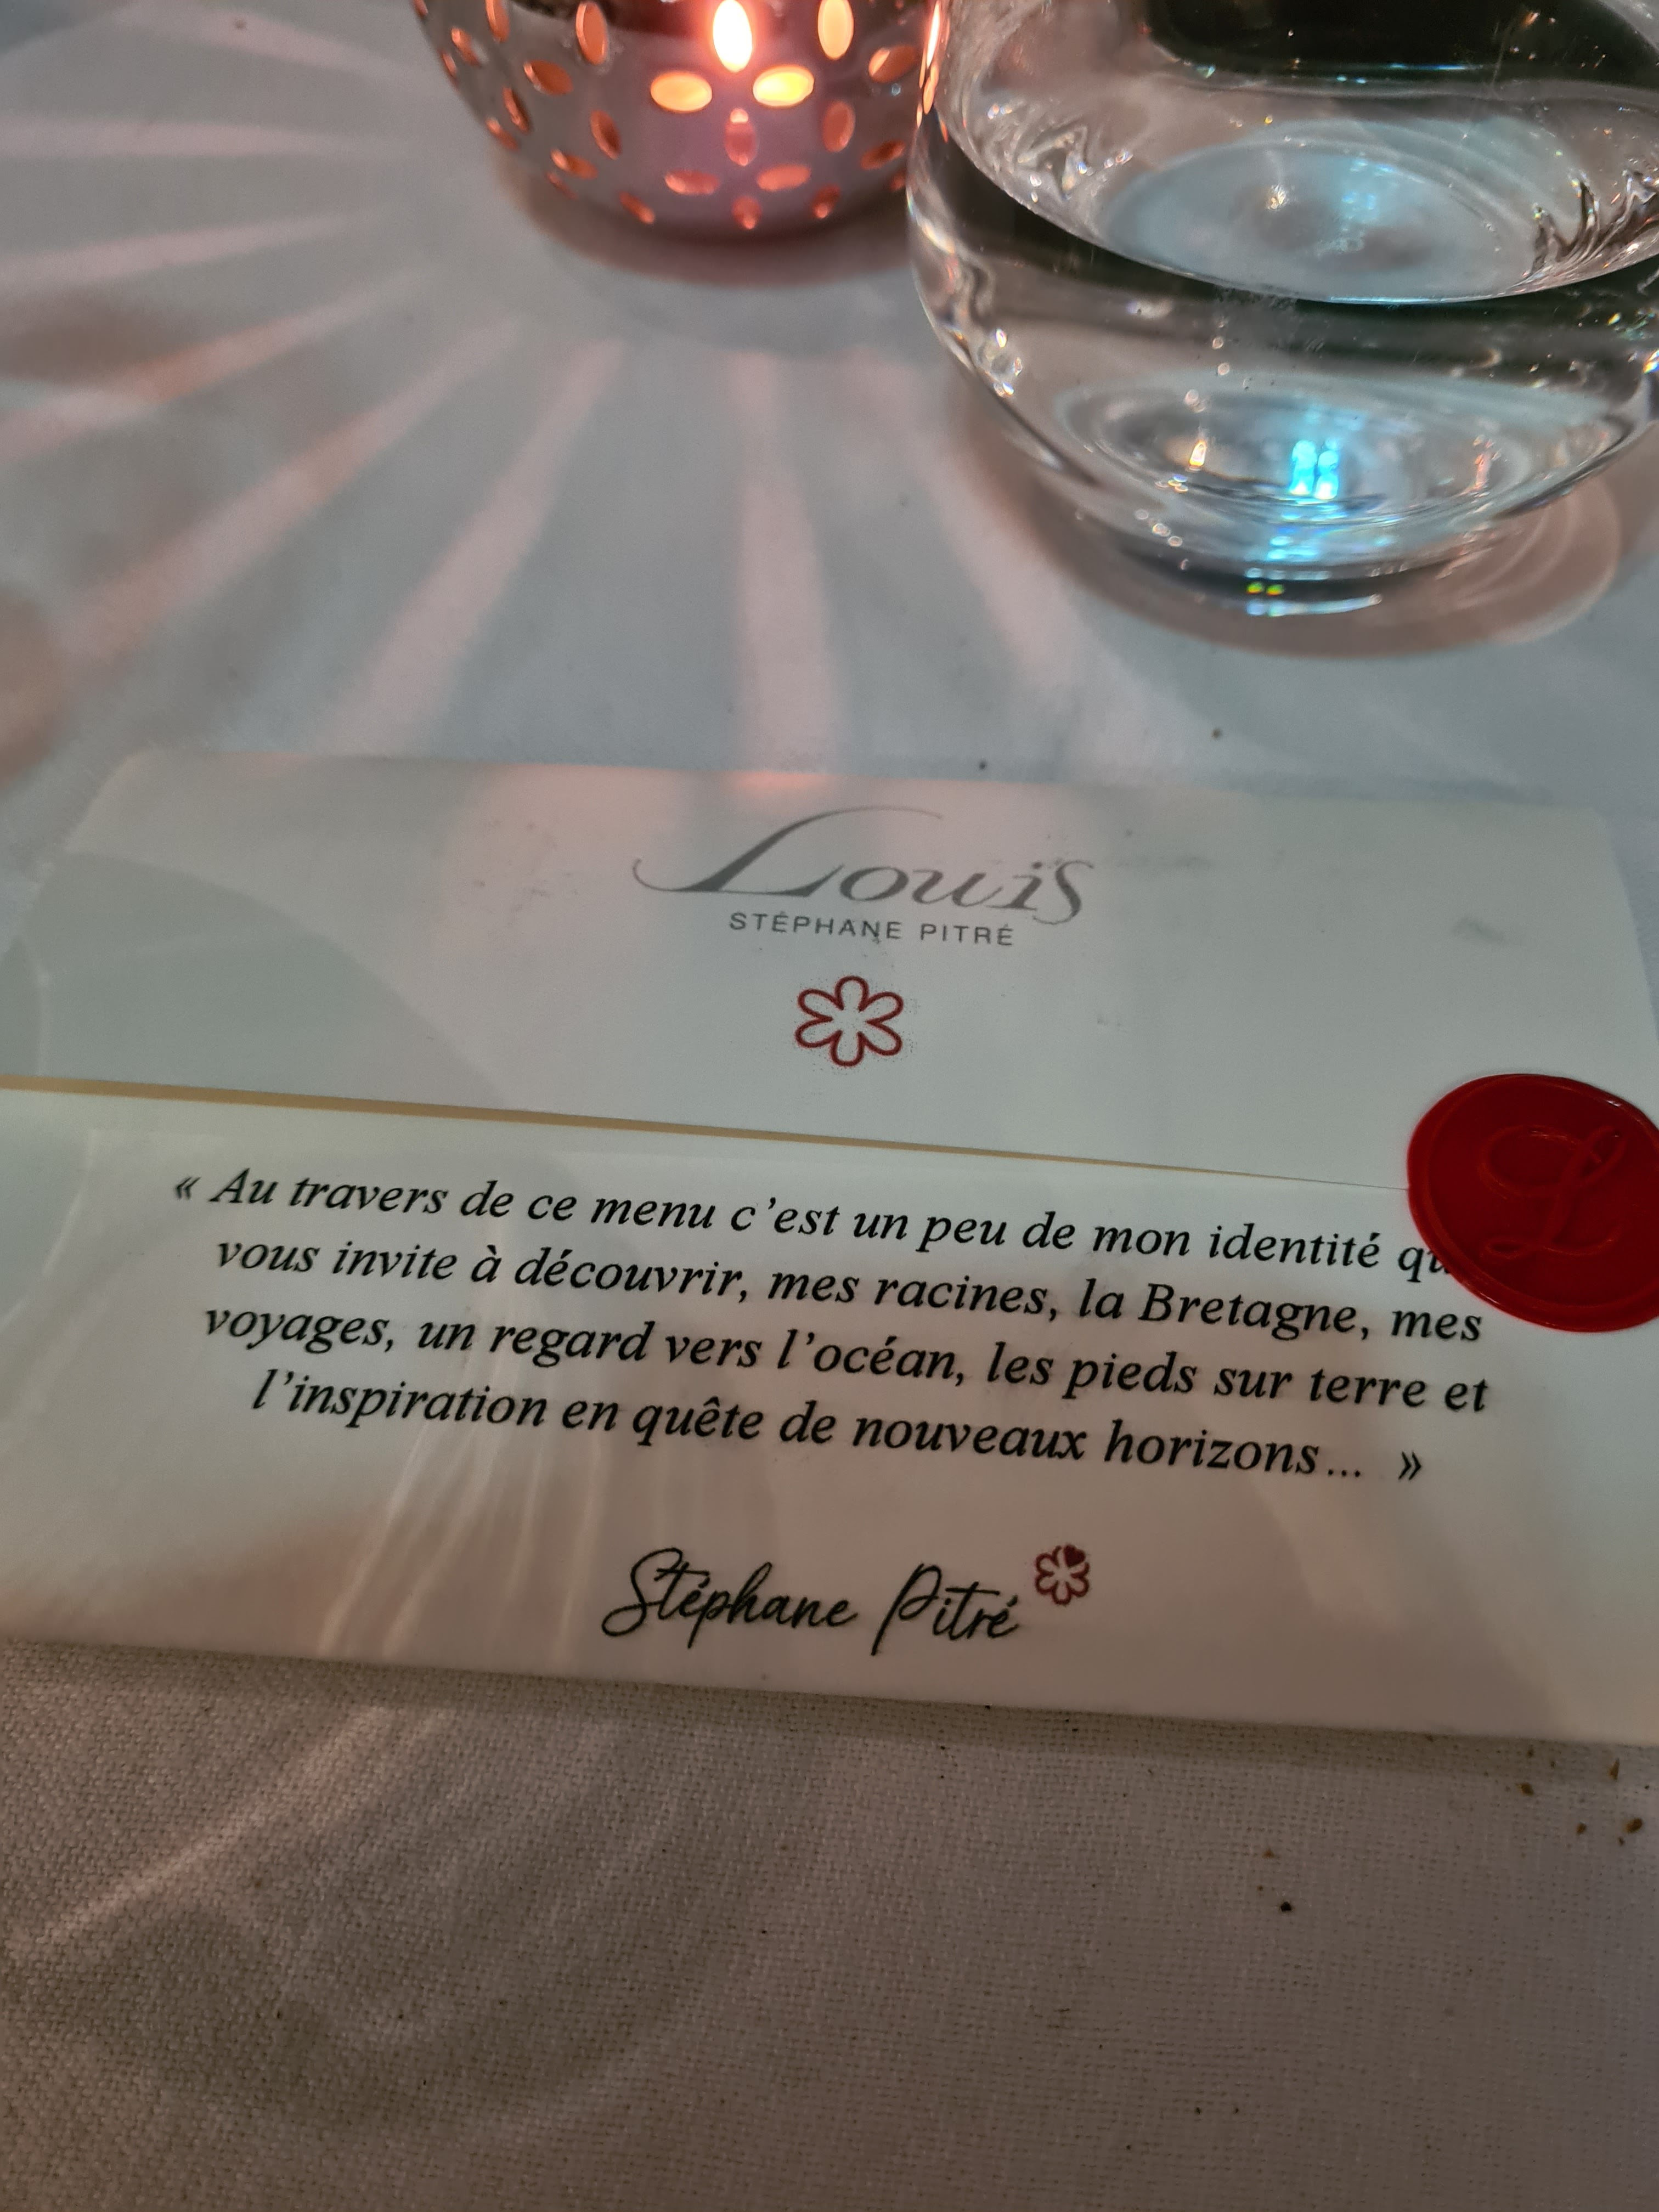 Louis
STÉPHANE PITRÉ
« Au travers de ce menu c’est un peu de mon identité
vous invite à découvrir, mes racines, la Bretagne, mes
voyages, un regard vers l’océan, les pieds sur terre et
l’inspiration en quête de nouveaux horizons… »
Stéphane Pitré
L